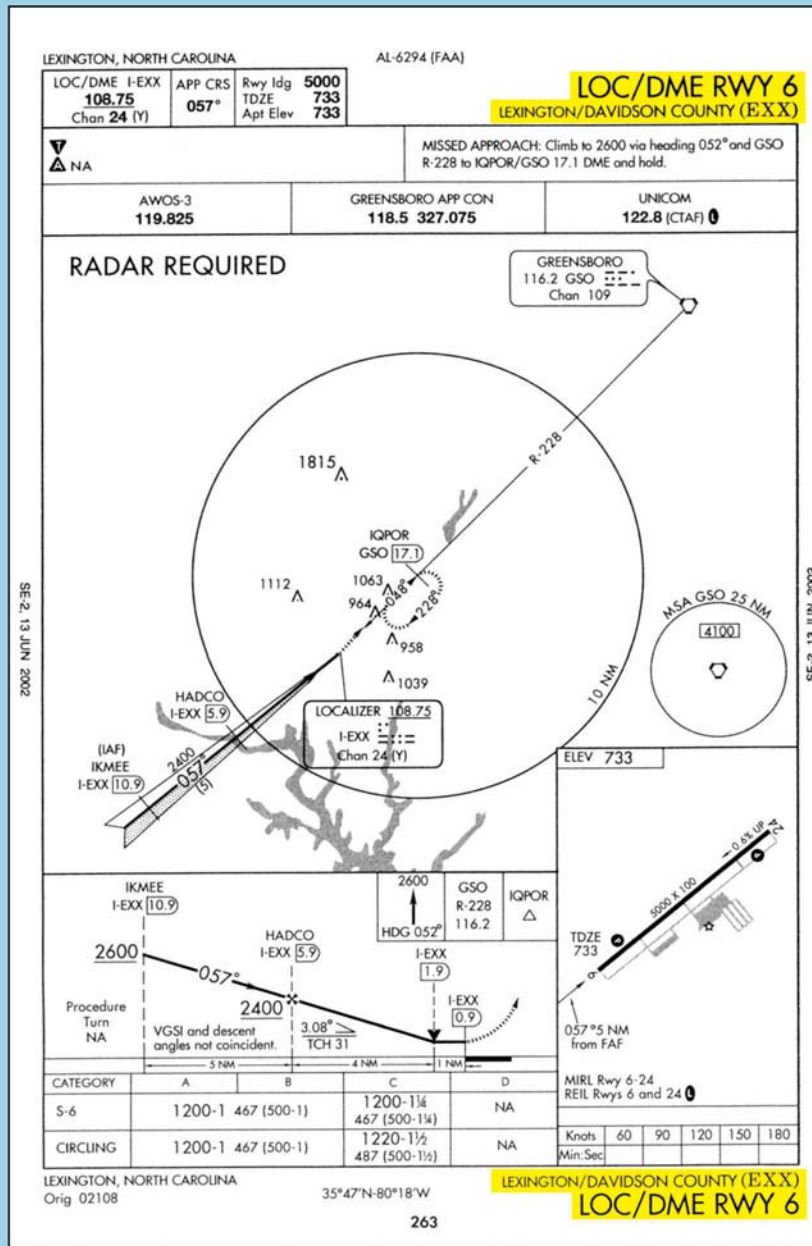 LEXINGTON, NORTH CAROLINA
AL-6294 (FAA)
LOC/DME I-EXX
108.75
Chan 24 (Y)
APP CRS
057°
Rwy ldg 5000
TDZE 733
Apt Elev 733
LOC/DME RWY 6
LEXINGTON/DAVIDSON COUNTY (EXX)
T
A NA
MISSED APPROACH: Climb to 2600 via heading 052° and GSO
R-228 to IQPOR/GSO 17.1 DME and hold.
AWOS-3
119.825
GREENSBORO APP CON
118.5 327.075
UNICOM
122.8 (CTAF) L
RADAR REQUIRED
GREENSBORO
116.2 GSO
Chan 109
R-228
1815
IQPOR
GSO 17.1
1112
1063
964
048°
228°
958
1039
10 NM
MSA GSO 25 NM
4100
HADCO
I-EXX 5.9
LOCALIZER 108.75
I-EXX
Chan 24 (Y)
(IAF)
IKMEE
I-EXX 10.9
2400
057°
(5)
SE-2, 13 JUN 2002
SE-2, 13 JUN 2002
ELEV 733
0.6% UP
24
5000 X 100
TDZE
733
6
057° 5 NM
from FAF
MIRL Rwy 6-24
REIL Rwys 6 and 24 L
Knots 60 90 120 150 180
Min:Sec
IKMEE
I-EXX 10.9
2600
057°
HADCO
I-EXX 5.9
2400
2600
HDG 052°
GSO
R-228
116.2
IQPOR
I-EXX
1.9
I-EXX
0.9
Procedure
Turn
NA
VGSI and descent
angles not coincident.
3.08°
TCH 31
5 NM
4 NM
1 NM
CATEGORY A B C D
S-6
1200-1 467 (500-1)
1200-1¼
467 (500-1¼)
NA
CIRCLING
1200-1 467 (500-1)
1220-1½
487 (500-1½)
NA
LEXINGTON, NORTH CAROLINA
Orig 02108
35°47'N-80°18'W
LEXINGTON/DAVIDSON COUNTY (EXX)
LOC/DME RWY 6
263